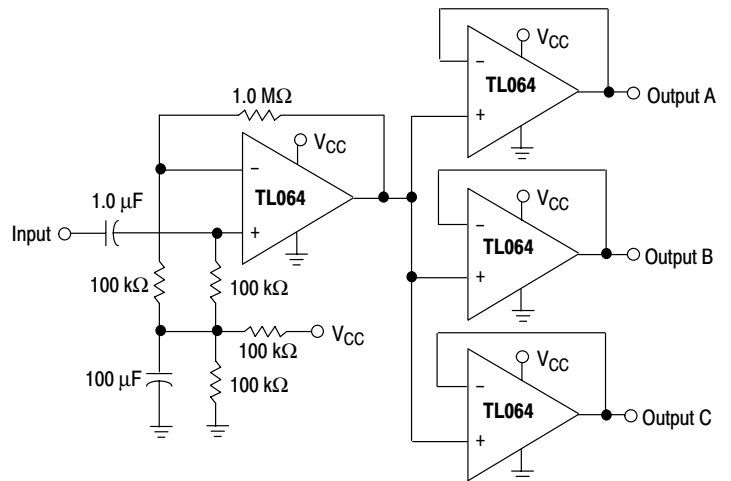 VCC
−
TL064
+
Output A
1.0 MΩ
VCC
−
TL064
+
1.0 μF
Input
100 kΩ
100 kΩ
VCC
100 kΩ
100 μF
100 kΩ
VCC
−
TL064
+
Output B
VCC
−
TL064
+
Output C